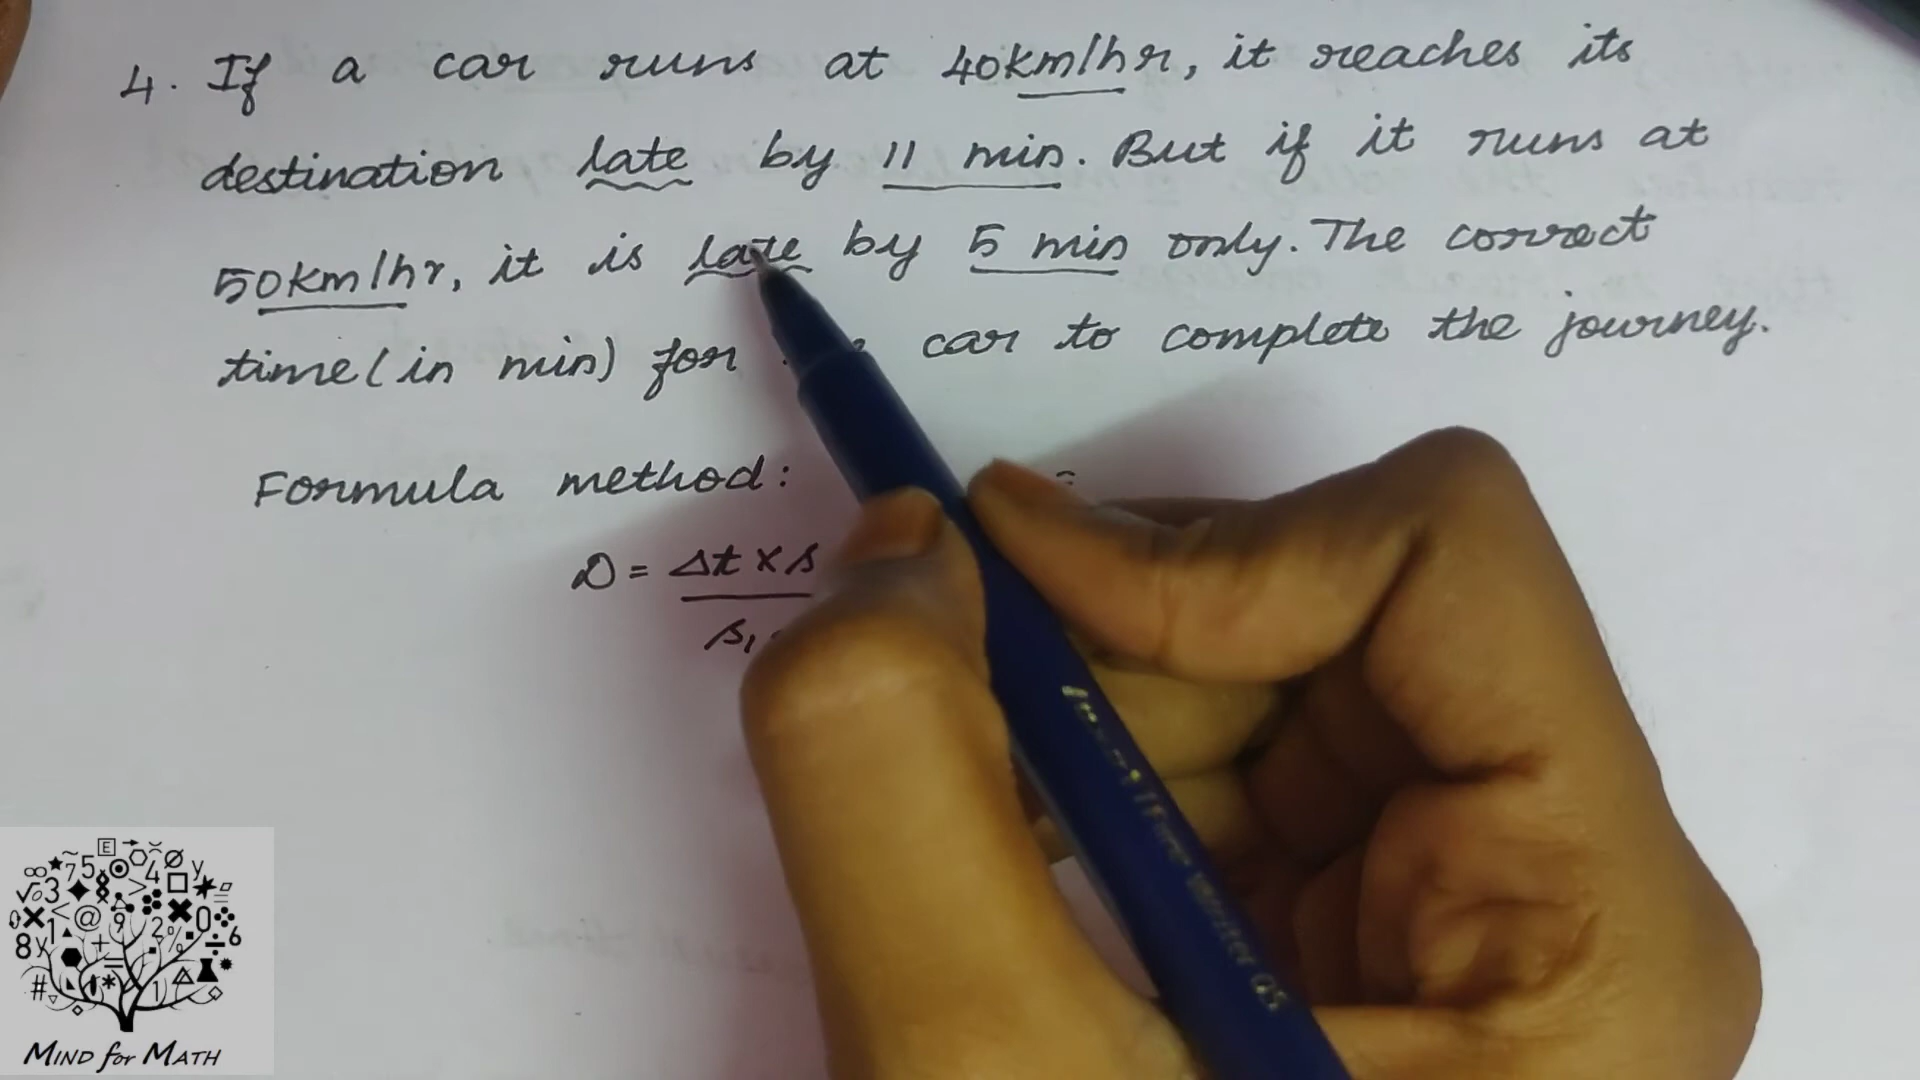 4. If a car runs at 40km/hr, it reaches its
destination late by 11 min. But if it runs at
50km/hr, it is late by 5 min only. The correct
time (in min) for car to complete the journey.
Formula method:
D = Δt × s
s1
MIND for MATH